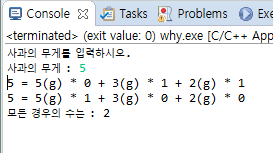 Console Tasks Problems Exec
<terminated> (exit value: 0) why.exe [C/C++ App
사과의 무게를 입력하시오.
사과의 무게 : 5
5 = 5(g) * 0 + 3(g) * 1 + 2(g) * 1
5 = 5(g) * 1 + 3(g) * 0 + 2(g) * 0
모든 경우의 수는 : 2